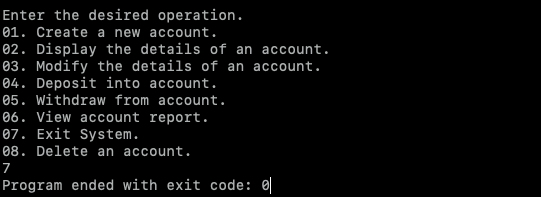 Enter the desired operation.
01. Create a new account.
02. Display the details of an account.
03. Modify the details of an account.
04. Deposit into account.
05. Withdraw from account.
06. View account report.
07. Exit System.
08. Delete an account.
7
Program ended with exit code: 0